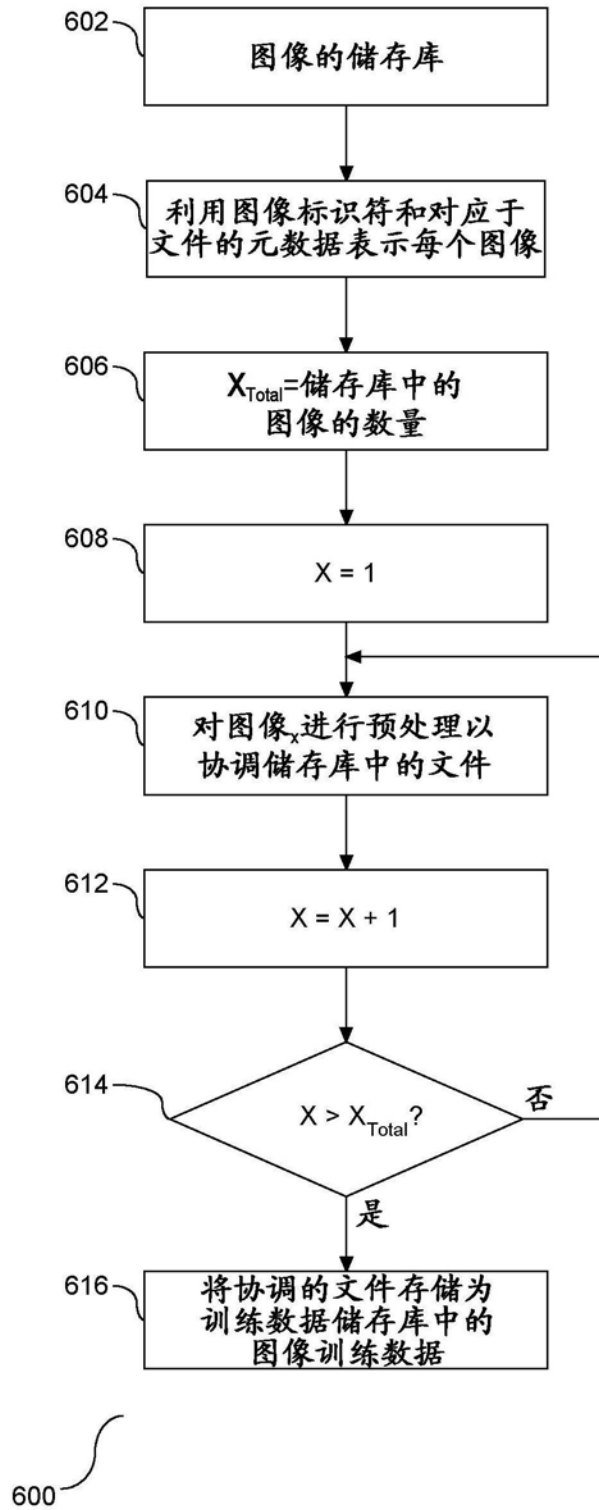 602
图像的储存库
604
利用图像标识符和对应于
文件的元数据表示每个图像
606
X_Total=储存库中的
图像的数量
608
X = 1
610
对图像_x进行预处理以
协调储存库中的文件
612
X = X + 1
614
X > X_Total?
否
是
616
将协调的文件存储为
训练数据储存库中的
图像训练数据
600